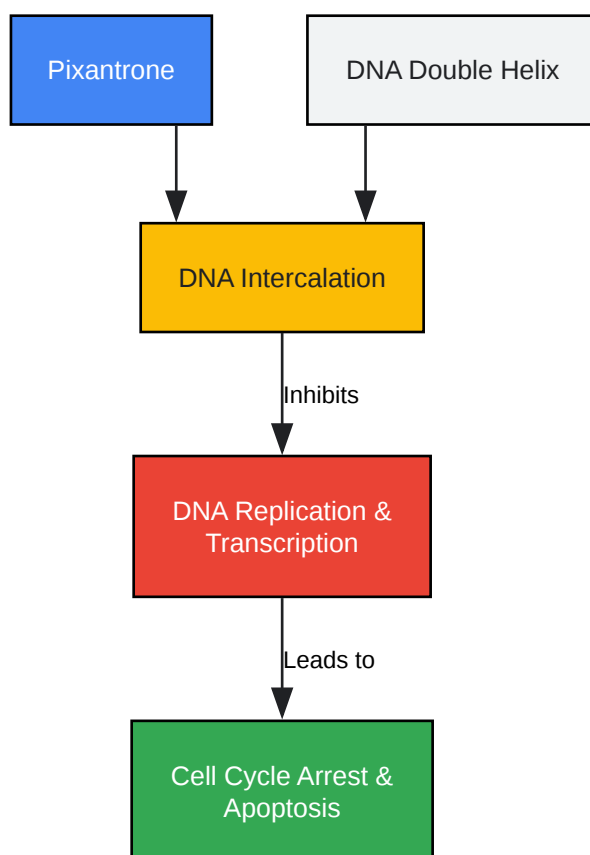 Pixantrone
DNA Double Helix
DNA Intercalation
Inhibits
DNA Replication &
Transcription
Leads to
Cell Cycle Arrest &
Apoptosis